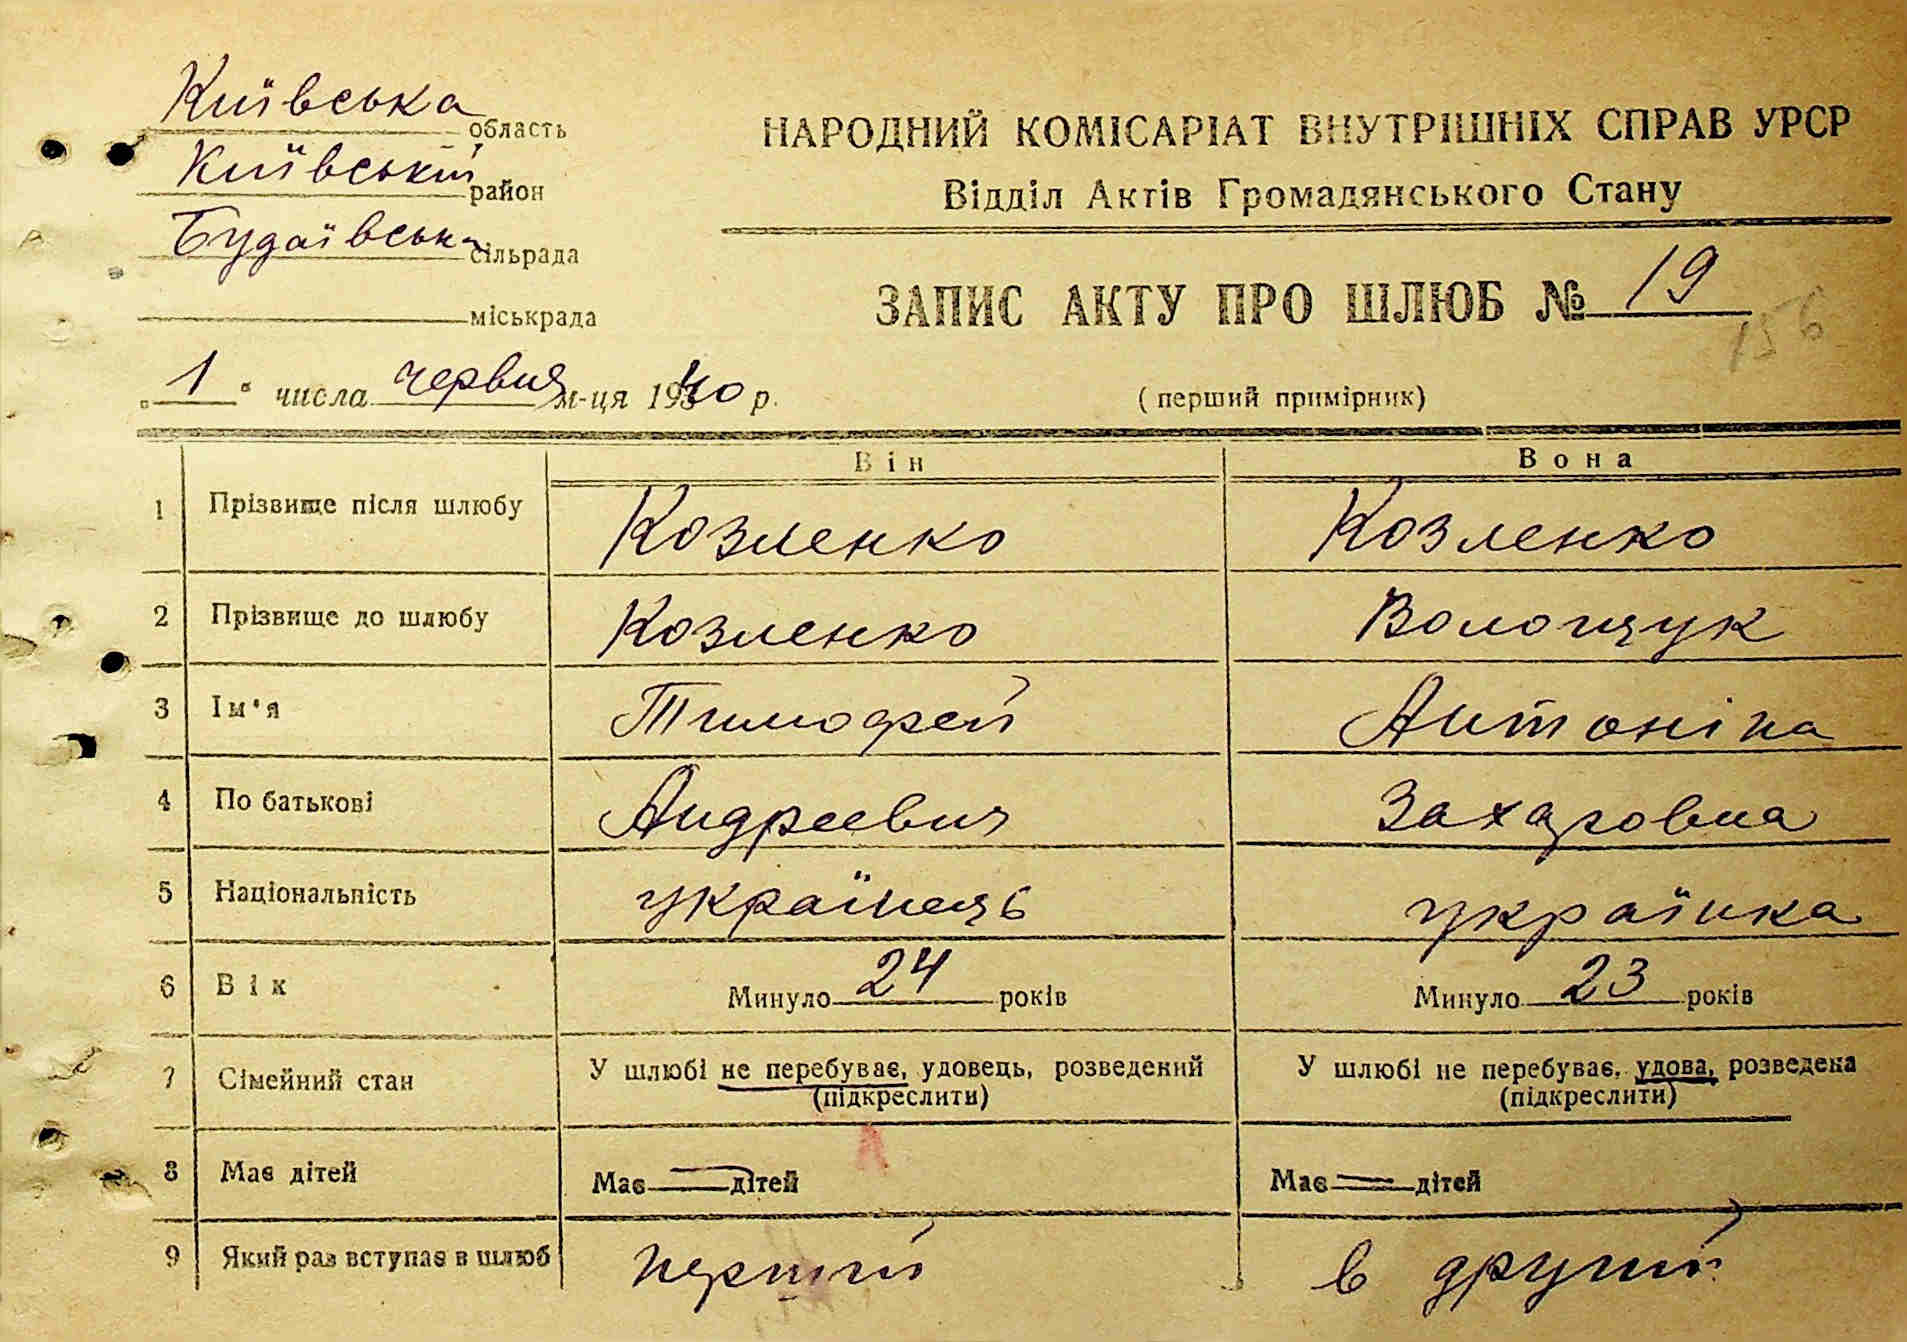 Київська область
Київський район
Будаївська сільрада
міськрада
НАРОДНИЙ КОМІСАРІАТ ВНУТРІШНІХ СПРАВ УРСР
Відділ Актів Громадянського Стану
ЗАПИС АКТУ ПРО ШЛЮБ № 19
156
„1“ числа червня м-ця 1940 р.
(перший примірник)
Він Вона
1 Прізвище після шлюбу Козленко Козленко
2 Прізвище до шлюбу Козленко Волощук
3 Ім'я Тимофей Антоніна
4 По батькові Андреевич Захаровна
5 Національність українець українка
6 Вік Минуло 24 років Минуло 23 років
7 Сімейний стан У шлюбі не перебуває, удовець, розведений У шлюбі не перебуває, удова, розведена
(підкреслити) (підкреслити)
8 Має дітей Має — дітей Має — дітей
9 Який раз вступає в шлюб перший в другий